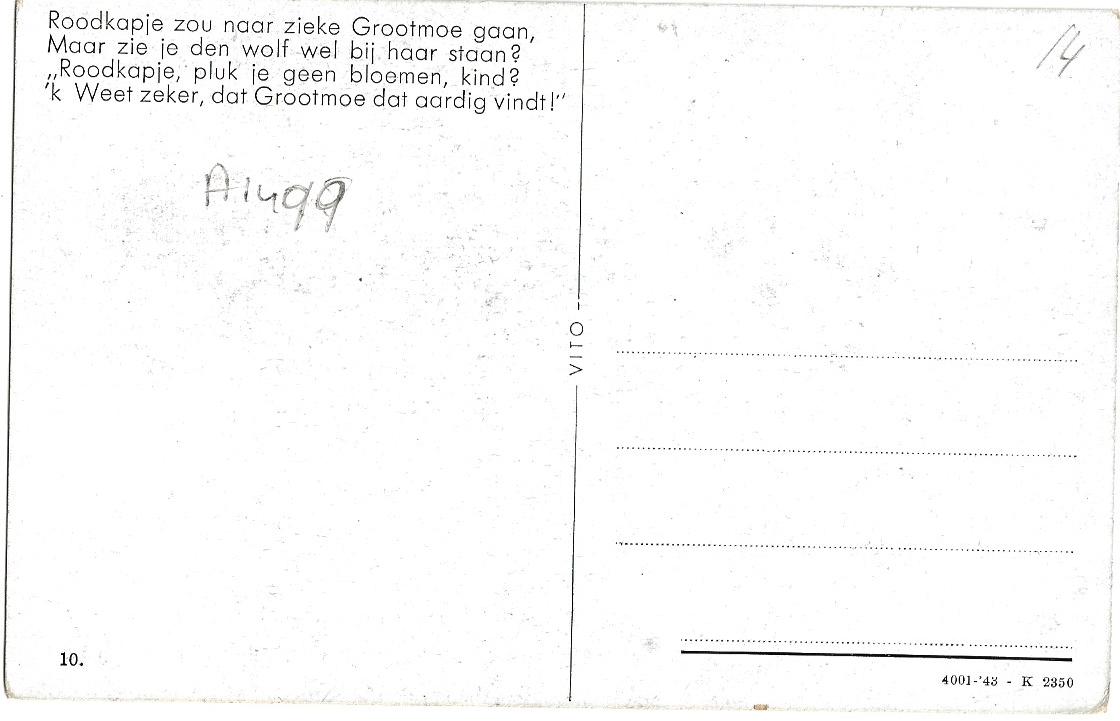 Roodkapje zou naar zieke Grootmoe gaan,
Maar zie je den wolf wel bij haar staan?
„Roodkapje, pluk je geen bloemen, kind?
'k Weet zeker, dat Grootmoe dat aardig vindt!”
A1499
14
VITO
10.
4001-'43 - K 2350